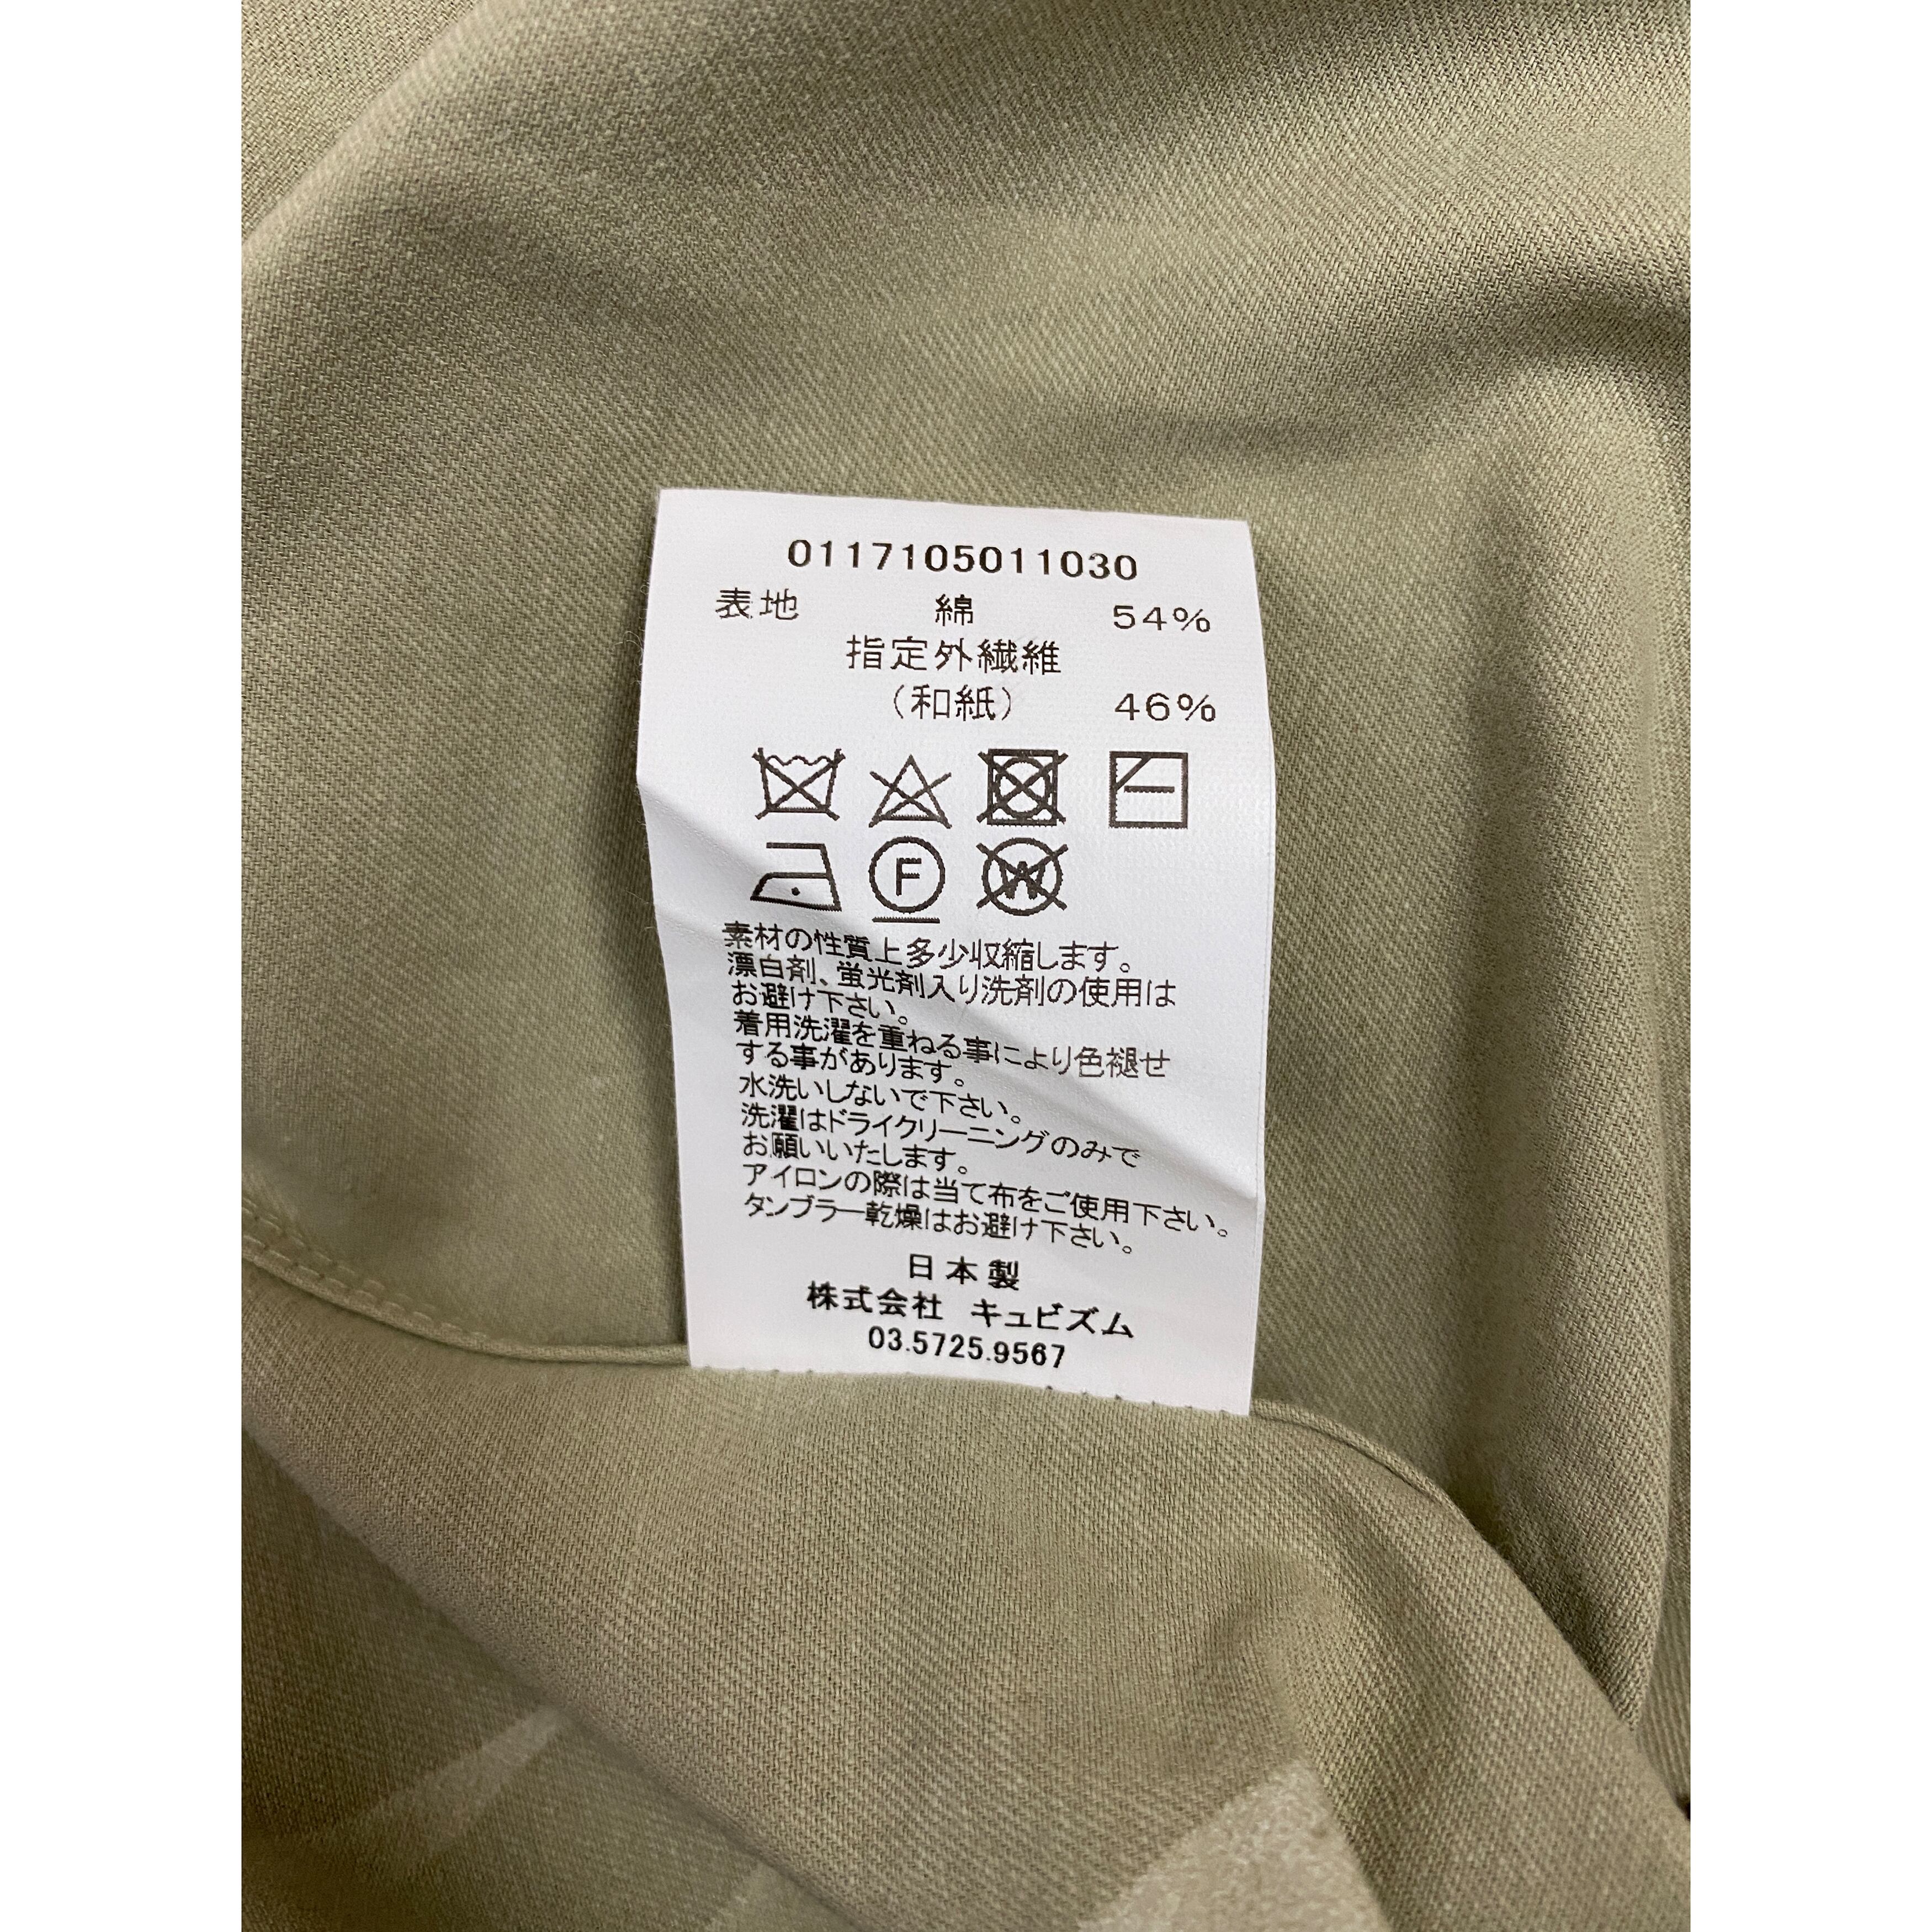 0117105011030
表地 綿 54%
指定外繊維
（和紙） 46%
F W
素材の性質上多少収縮します。
漂白剤、蛍光剤入り洗剤の使用は
お避け下さい。
着用洗濯を重ねる事により色褪せ
する事があります。
水洗いしないで下さい。
洗濯はドライクリーニングのみで
お願いいたします。
アイロンの際は当て布をご使用下さい。
タンブラー乾燥はお避け下さい。
日本製
株式会社 キュビズム
03.5725.9567